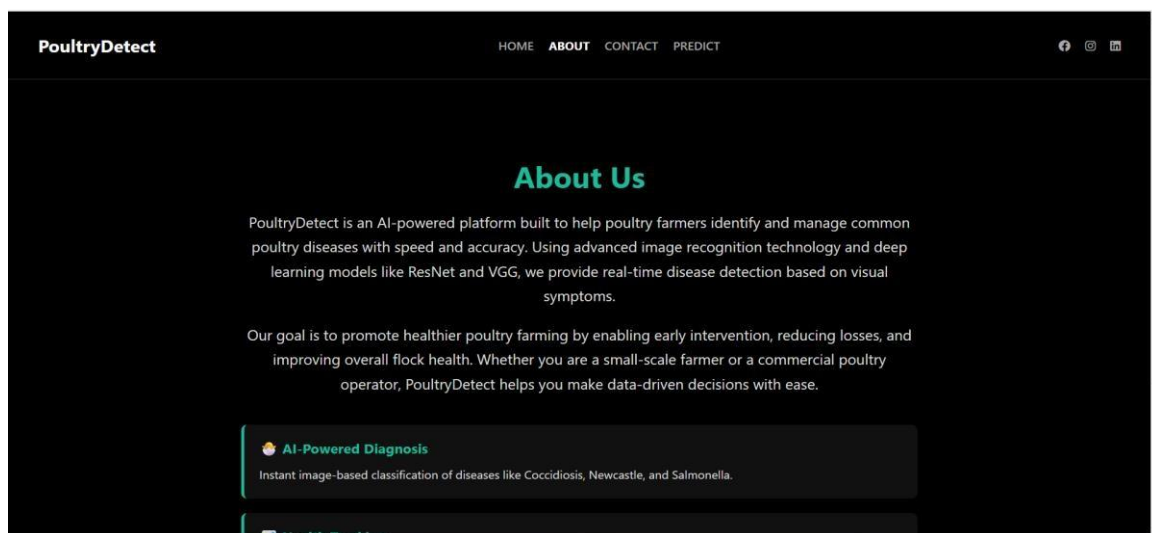 PoultryDetect
HOME ABOUT CONTACT PREDICT
About Us
PoultryDetect is an AI-powered platform built to help poultry farmers identify and manage common
poultry diseases with speed and accuracy. Using advanced image recognition technology and deep
learning models like ResNet and VGG, we provide real-time disease detection based on visual
symptoms.
Our goal is to promote healthier poultry farming by enabling early intervention, reducing losses, and
improving overall flock health. Whether you are a small-scale farmer or a commercial poultry
operator, PoultryDetect helps you make data-driven decisions with ease.
AI-Powered Diagnosis
Instant image-based classification of diseases like Coccidiosis, Newcastle, and Salmonella.